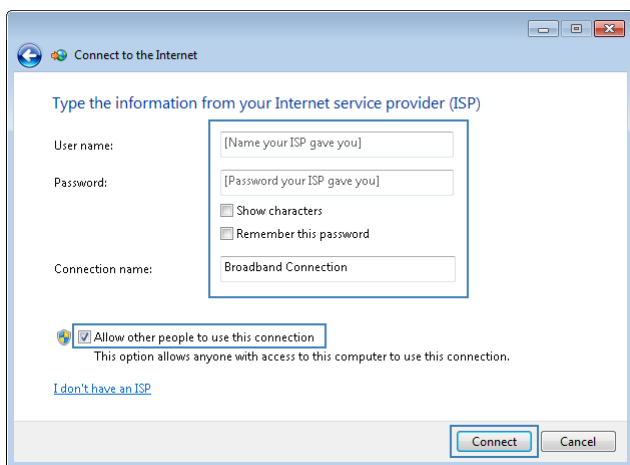 Connect to the Internet
Type the information from your Internet service provider (ISP)
User name: [Name your ISP gave you]
Password: [Password your ISP gave you]
Show characters
Remember this password
Connection name: Broadband Connection
Allow other people to use this connection
This option allows anyone with access to this computer to use this connection.
I don't have an ISP
Connect Cancel